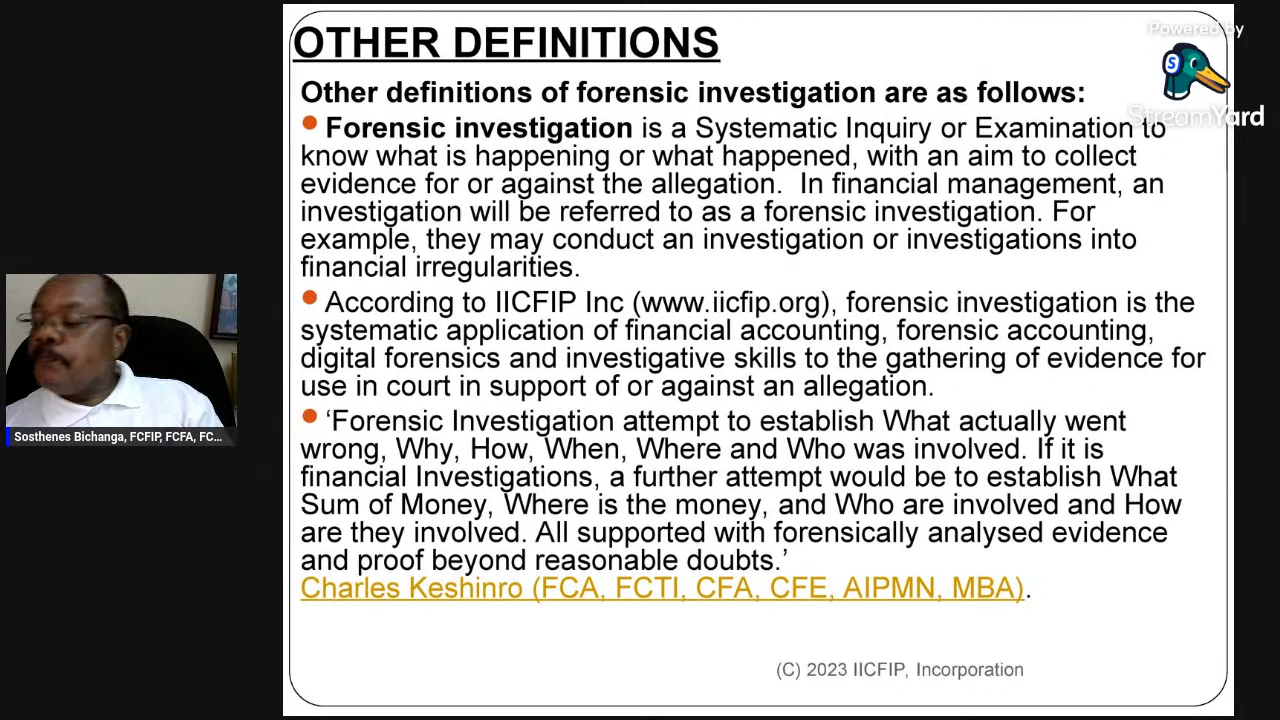 OTHER DEFINITIONS
Powered by
StreamYard
Other definitions of forensic investigation are as follows:
• Forensic investigation is a Systematic Inquiry or Examination to
know what is happening or what happened, with an aim to collect
evidence for or against the allegation.  In financial management, an
investigation will be referred to as a forensic investigation. For
example, they may conduct an investigation or investigations into
financial irregularities.
• According to IICFIP Inc (www.iicfip.org), forensic investigation is the
systematic application of financial accounting, forensic accounting,
digital forensics and investigative skills to the gathering of evidence for
use in court in support of or against an allegation.
• ‘Forensic Investigation attempt to establish What actually went
wrong, Why, How, When, Where and Who was involved. If it is
financial Investigations, a further attempt would be to establish What
Sum of Money, Where is the money, and Who are involved and How
are they involved. All supported with forensically analysed evidence
and proof beyond reasonable doubts.’
Charles Keshinro (FCA, FCTI, CFA, CFE, AIPMN, MBA).
(C) 2023 IICFIP, Incorporation
Sosthenes Bichanga, FCFIP, FCFA, FC...